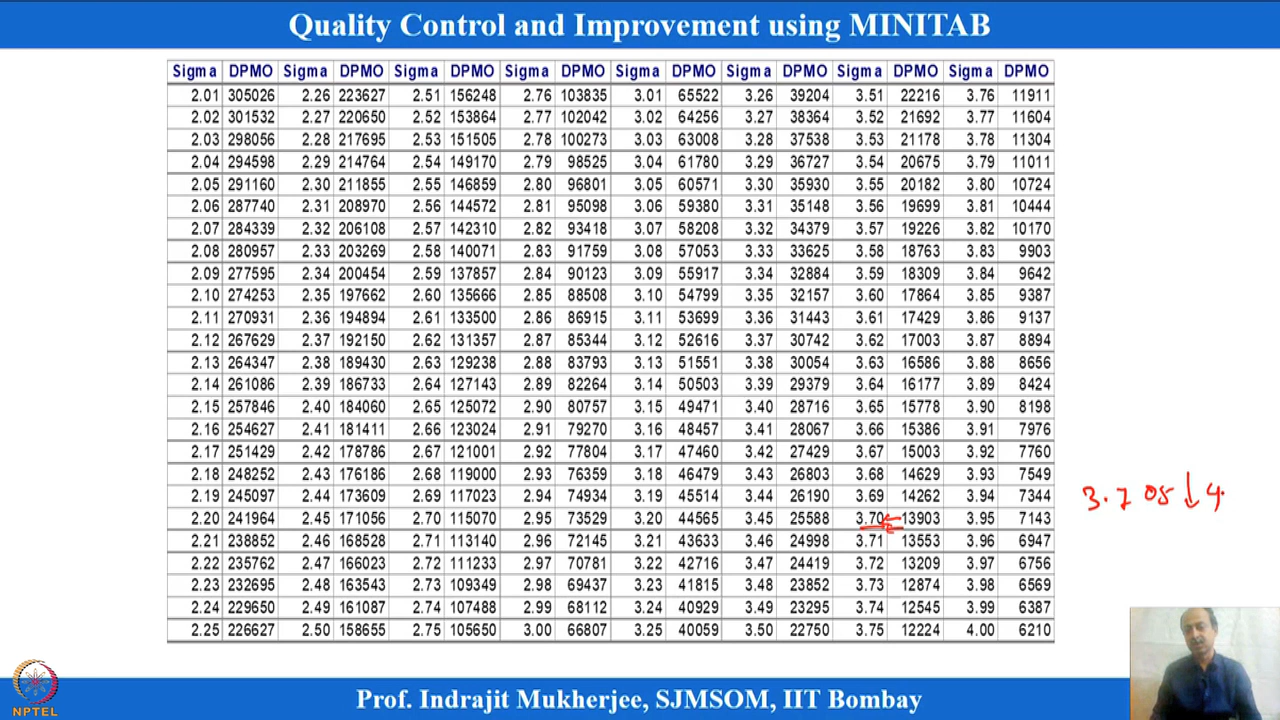 Quality Control and Improvement using MINITAB
Sigma DPMO Sigma DPMO Sigma DPMO Sigma DPMO Sigma DPMO Sigma DPMO Sigma DPMO Sigma DPMO
2.01 305026 2.26 223627 2.51 156248 2.76 103835 3.01 65522 3.26 39204 3.51 22216 3.76 11911
2.02 301532 2.27 220650 2.52 153864 2.77 102042 3.02 64256 3.27 38364 3.52 21692 3.77 11604
2.03 298056 2.28 217695 2.53 151505 2.78 100273 3.03 63008 3.28 37538 3.53 21178 3.78 11304
2.04 294598 2.29 214764 2.54 149170 2.79 98525 3.04 61780 3.29 36727 3.54 20675 3.79 11011
2.05 291160 2.30 211855 2.55 146859 2.80 96801 3.05 60571 3.30 35930 3.55 20182 3.80 10724
2.06 287740 2.31 208970 2.56 144572 2.81 95098 3.06 59380 3.31 35148 3.56 19699 3.81 10444
2.07 284339 2.32 206108 2.57 142310 2.82 93418 3.07 58208 3.32 34379 3.57 19226 3.82 10170
2.08 280957 2.33 203269 2.58 140071 2.83 91759 3.08 57053 3.33 33625 3.58 18763 3.83 9903
2.09 277595 2.34 200454 2.59 137857 2.84 90123 3.09 55917 3.34 32884 3.59 18309 3.84 9642
2.10 274253 2.35 197662 2.60 135666 2.85 88508 3.10 54799 3.35 32157 3.60 17864 3.85 9387
2.11 270931 2.36 194894 2.61 133500 2.86 86915 3.11 53699 3.36 31443 3.61 17429 3.86 9137
2.12 267629 2.37 192150 2.62 131357 2.87 85344 3.12 52616 3.37 30742 3.62 17003 3.87 8894
2.13 264347 2.38 189430 2.63 129238 2.88 83793 3.13 51551 3.38 30054 3.63 16586 3.88 8656
2.14 261086 2.39 186733 2.64 127143 2.89 82264 3.14 50503 3.39 29379 3.64 16177 3.89 8424
2.15 257846 2.40 184060 2.65 125072 2.90 80757 3.15 49471 3.40 28716 3.65 15778 3.90 8198
2.16 254627 2.41 181411 2.66 123024 2.91 79270 3.16 48457 3.41 28067 3.66 15386 3.91 7976
2.17 251429 2.42 178786 2.67 121001 2.92 77804 3.17 47460 3.42 27429 3.67 15003 3.92 7760
2.18 248252 2.43 176186 2.68 119000 2.93 76359 3.18 46479 3.43 26803 3.68 14629 3.93 7549
2.19 245097 2.44 173609 2.69 117023 2.94 74934 3.19 45514 3.44 26190 3.69 14262 3.94 7344
3.705↓4.
2.20 241964 2.45 171056 2.70 115070 2.95 73529 3.20 44565 3.45 25588 3.70 13903 3.95 7143
2.21 238852 2.46 168528 2.71 113140 2.96 72145 3.21 43633 3.46 24998 3.71 13553 3.96 6947
2.22 235762 2.47 166023 2.72 111233 2.97 70781 3.22 42716 3.47 24419 3.72 13209 3.97 6756
2.23 232695 2.48 163543 2.73 109349 2.98 69437 3.23 41815 3.48 23852 3.73 12874 3.98 6569
2.24 229650 2.49 161087 2.74 107488 2.99 68112 3.24 40929 3.49 23295 3.74 12545 3.99 6387
2.25 226627 2.50 158655 2.75 105650 3.00 66807 3.25 40059 3.50 22750 3.75 12224 4.00 6210
NPTEL
Prof. Indrajit Mukherjee, SJMSOM, IIT Bombay